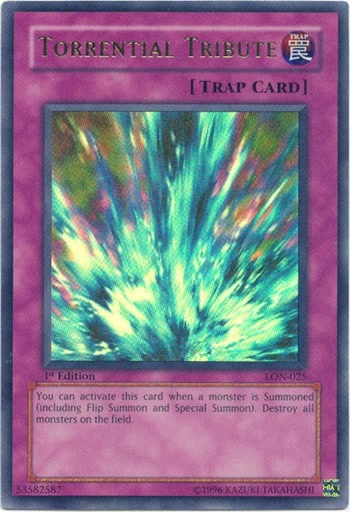 TORRENTIAL TRIBUTE
TRAP
罠
[TRAP CARD]
1st Edition
LON-025
You can activate this card when a monster is Summoned
(including Flip Summon and Special Summon). Destroy all
monsters on the field.
53582587
©1996 KAZUKI TAKAHASHI